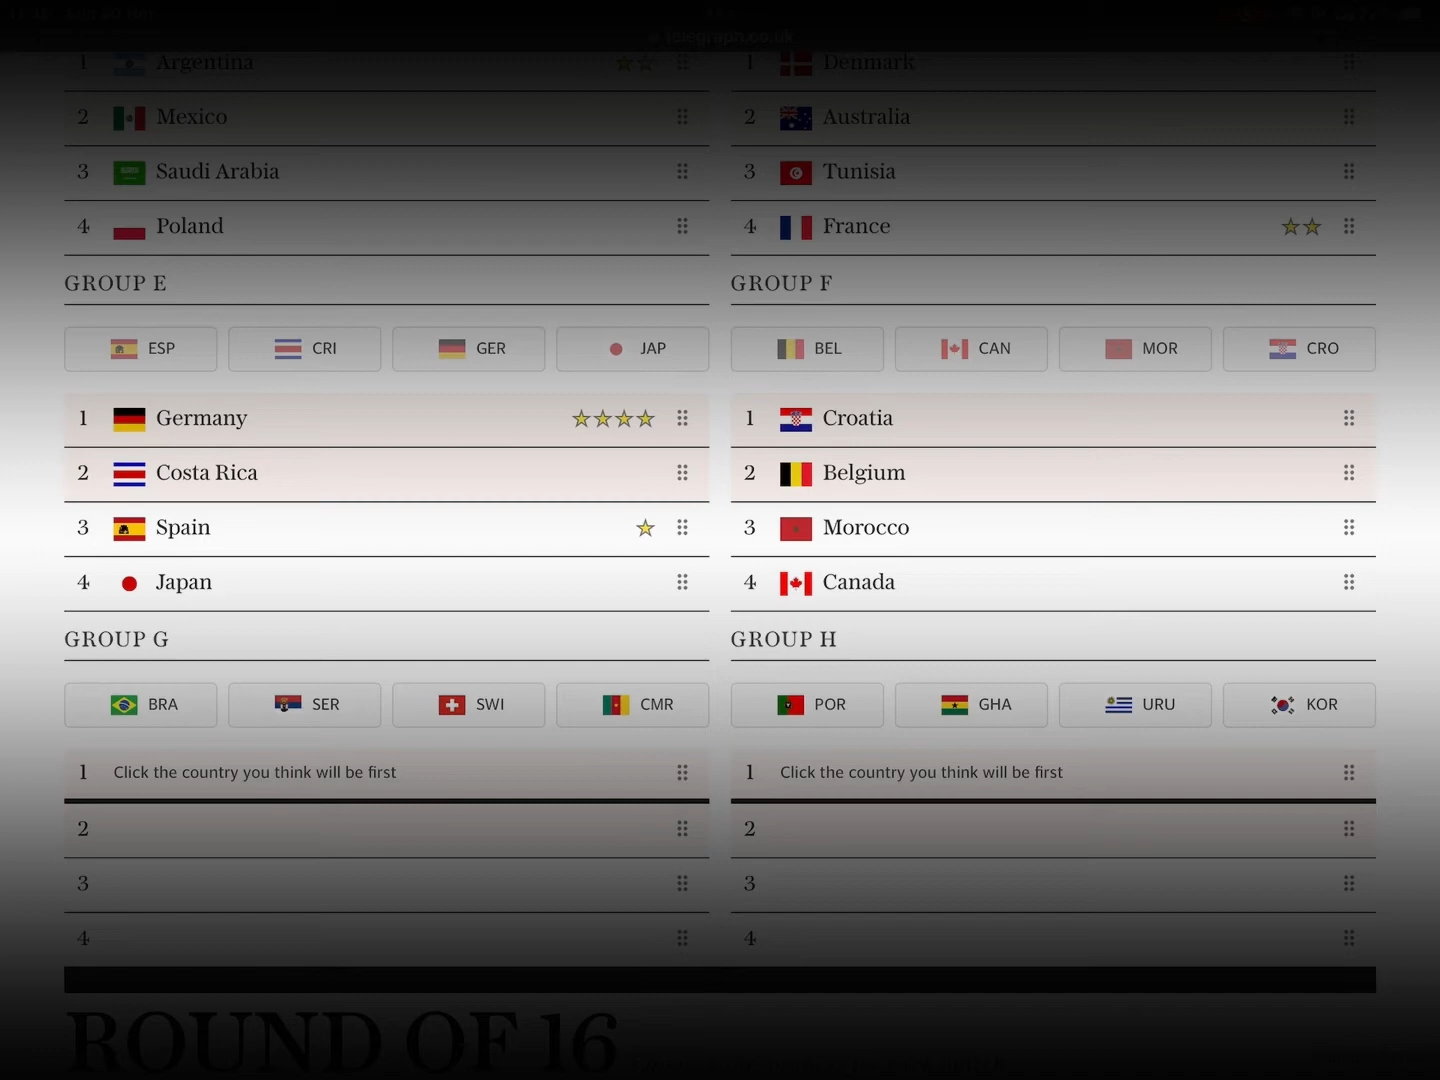 telegraph.co.uk
1 Argentina
1 Denmark
2 Mexico
2 Australia
3 Saudi Arabia
3 Tunisia
4 Poland
4 France
GROUP E
GROUP F
ESP CRI GER JAP
BEL CAN MOR CRO
1 Germany
1 Croatia
2 Costa Rica
2 Belgium
3 Spain
3 Morocco
4 Japan
4 Canada
GROUP G
GROUP H
BRA SER SWI CMR
POR GHA URU KOR
1 Click the country you think will be first
1 Click the country you think will be first
2
2
3
3
4
4
ROUND OF 16